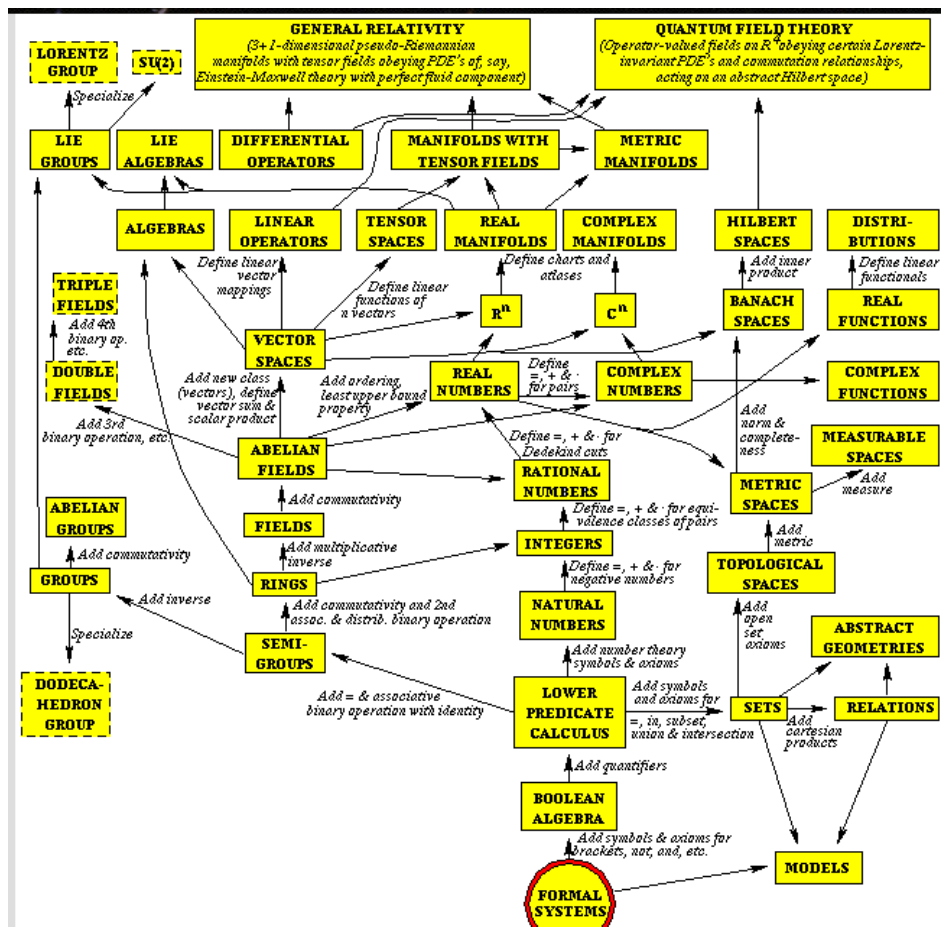 GENERAL RELATIVITY
(3+1-dimensional pseudo-Riemannian
manifolds with tensor fields obeying PDE's of, say,
Einstein-Maxwell theory with perfect fluid component)
QUANTUM FIELD THEORY
(Operator-valued fields on R^4 obeying certain Lorentz-
invariant PDE's and commutation relationships,
acting on an abstract Hilbert space)
LORENTZ
GROUP
SU(2)
Specialize
LIE
GROUPS
LIE
ALGEBRAS
DIFFERENTIAL
OPERATORS
MANIFOLDS WITH
TENSOR FIELDS
METRIC
MANIFOLDS
ALGEBRAS
LINEAR
OPERATORS
TENSOR
SPACES
REAL
MANIFOLDS
COMPLEX
MANIFOLDS
HILBERT
SPACES
DISTRI-
BUTIONS
Define linear
vector
mappings
Define linear
functions of
n vectors
Define charts and
atlases
Add inner
product
Define linear
functionals
TRIPLE
FIELDS
Add 4th
binary op.
etc.
R^n
C^n
BANACH
SPACES
REAL
FUNCTIONS
VECTOR
SPACES
DOUBLE
FIELDS
REAL
NUMBERS
Define
=, + & ·
for pairs
COMPLEX
NUMBERS
COMPLEX
FUNCTIONS
Add new class
(vectors), define
vector sum &
scalar product
Add ordering,
least upper bound
property
Add
norm &
complete-
ness
Add 3rd
binary operation, etc.
Define =, + & · for
Dedekind cuts
MEASURABLE
SPACES
ABELIAN
FIELDS
RATIONAL
NUMBERS
METRIC
SPACES
Add
measure
ABELIAN
GROUPS
Add commutativity
FIELDS
Define =, + & · for equi-
valence classes of pairs
Add
metric
Add commutativity
Add multiplicative
inverse
INTEGERS
GROUPS
RINGS
Define =, + & · for
negative numbers
TOPOLOGICAL
SPACES
Add inverse
Add commutativity and 2nd
assoc. & distrib. binary operation
NATURAL
NUMBERS
Add
open
set
axioms
ABSTRACT
GEOMETRIES
Specialize
SEMI-
GROUPS
Add number theory
symbols & axioms
DODECA-
HEDRON
GROUP
Add = & associative
binary operation with identity
LOWER
PREDICATE
CALCULUS
Add symbols
and axioms for
=, in, subset,
union & intersection
SETS
Add
cartesian
products
RELATIONS
Add quantifiers
BOOLEAN
ALGEBRA
Add symbols & axioms for
brackets, not, and, etc.
MODELS
FORMAL
SYSTEMS